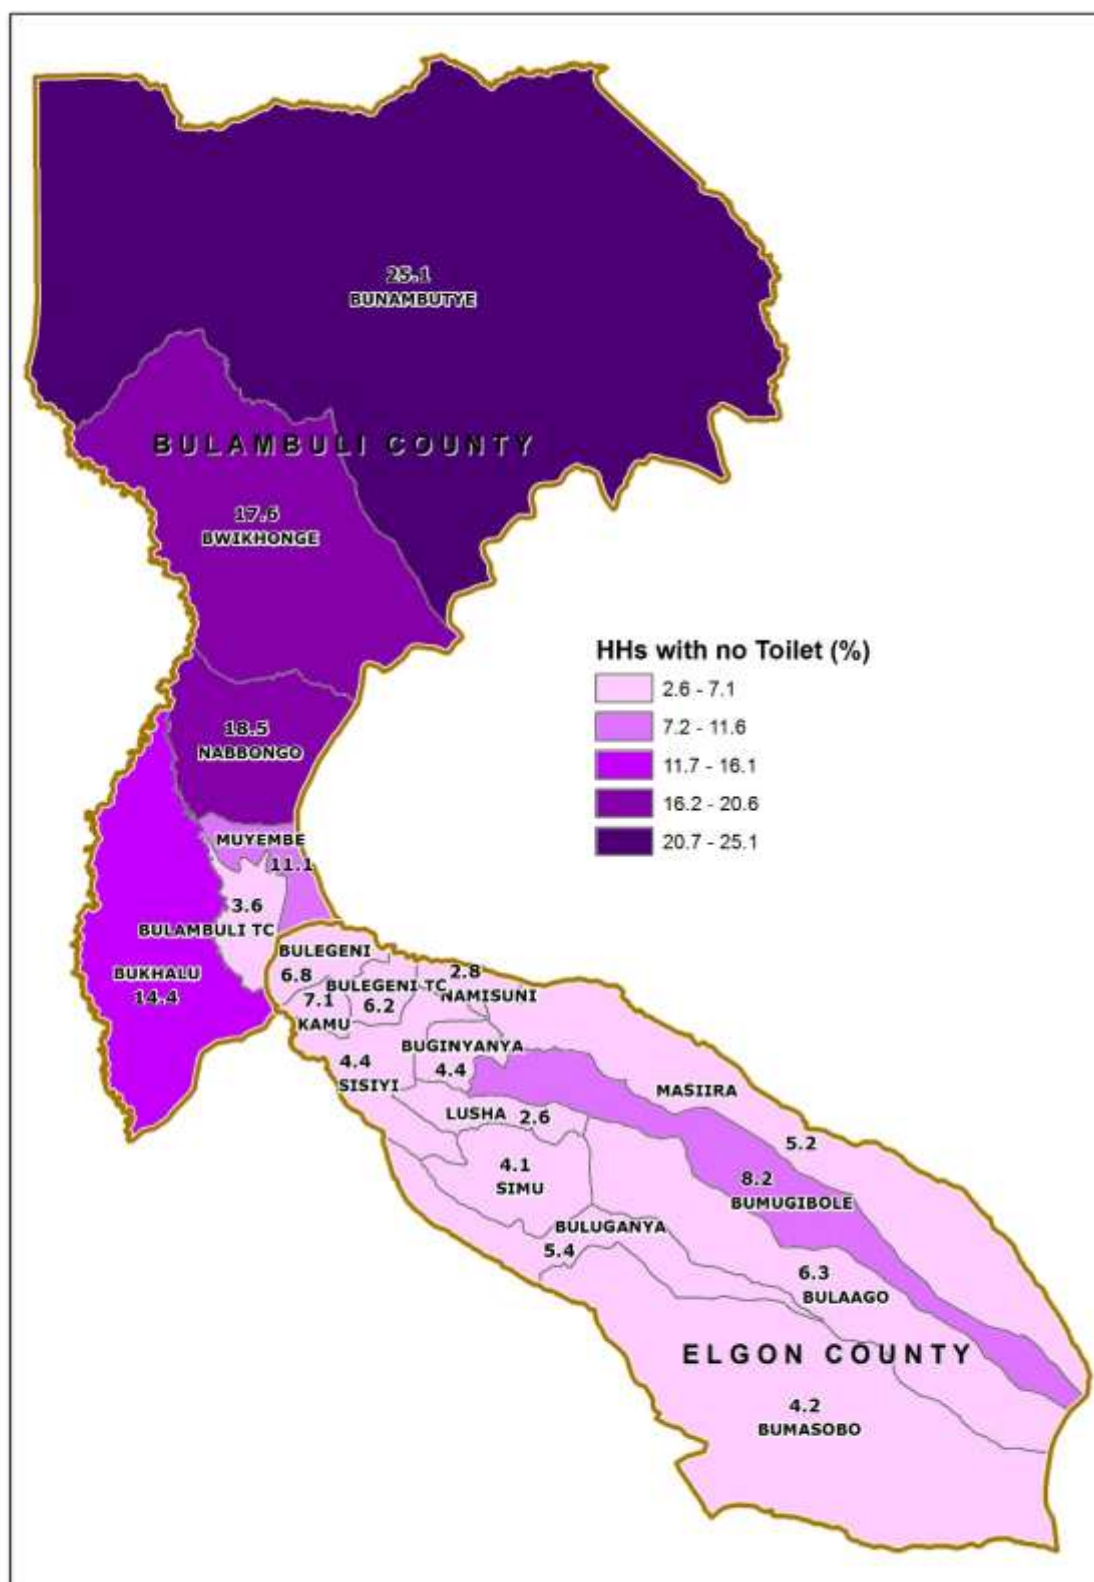 25.1
BUNAMBUTYE
BULAMBULI COUNTY
17.6
BWIKHONGE
HHs with no Toilet (%)
2.6 - 7.1
7.2 - 11.6
11.7 - 16.1
16.2 - 20.6
20.7 - 25.1
18.5
NABBONGO
MUYEMBE
11.1
3.6
BULAMBULI TC
BUKHALU
14.4
BULEGENI
6.8
BULEGENI TC
6.2
2.8
NAMISUNI
7.1
KAMU
BUGINYANYA
4.4
4.4
SISIYI
MASIIRA
5.2
LUSHA 2.6
4.1
SIMU
8.2
BUMUGIBOLE
BULUGANYA
5.4
6.3
BULAAGO
ELGON COUNTY
4.2
BUMASOBO